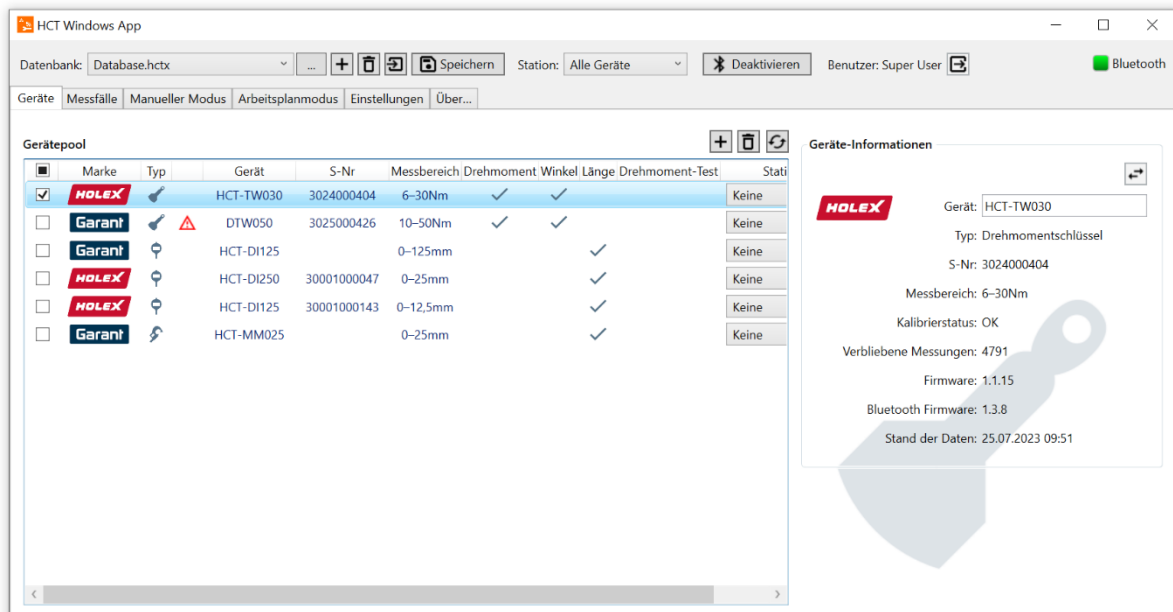 HCT Windows App
Datenbank: Database.hctx ... Speichern Station: Alle Geräte Deaktivieren Benutzer: Super User Bluetooth
Geräte Messfälle Manueller Modus Arbeitsplanmodus Einstellungen Über...
Gerätepool
Marke Typ Gerät S-Nr Messbereich Drehmoment Winkel Länge Drehmoment-Test Stati
HOLEX HCT-TW030 3024000404 6–30Nm Keine
Garant DTW050 3025000426 10–50Nm Keine
Garant HCT-DI125 0–125mm Keine
HOLEX HCT-DI250 30001000047 0–25mm Keine
HOLEX HCT-DI125 30001000143 0–12,5mm Keine
Garant HCT-MM025 0–25mm Keine
Geräte-Informationen
HOLEX Gerät: HCT-TW030
Typ: Drehmomentschlüssel
S-Nr: 3024000404
Messbereich: 6–30Nm
Kalibrierstatus: OK
Verbliebene Messungen: 4791
Firmware: 1.1.15
Bluetooth Firmware: 1.3.8
Stand der Daten: 25.07.2023 09:51